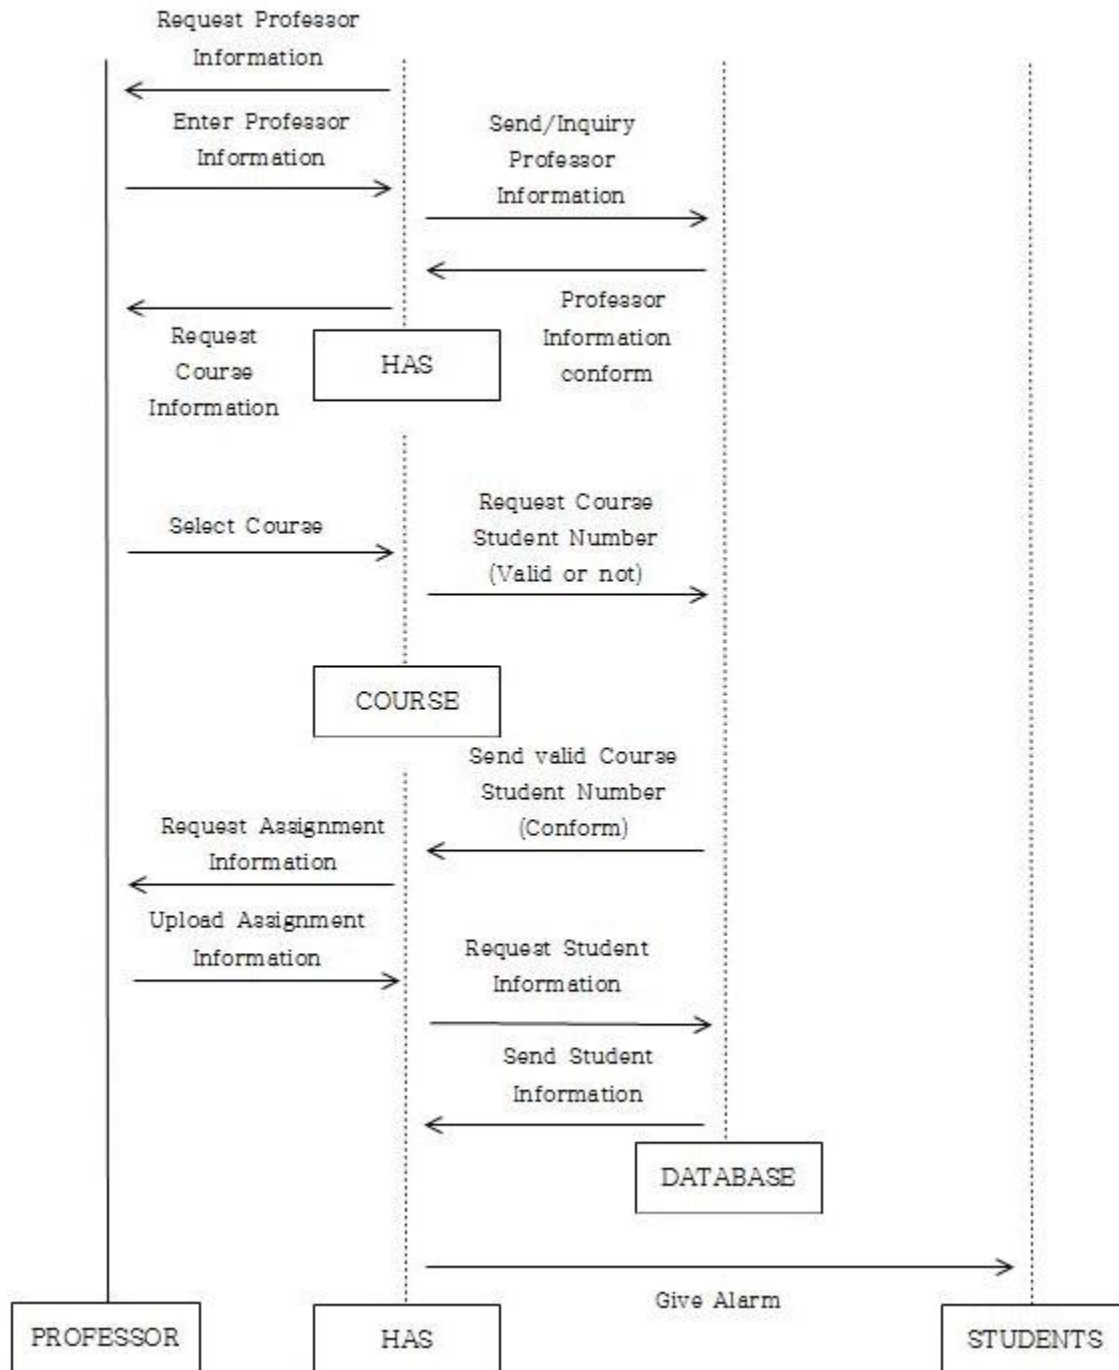 Request Professor
Information
Enter Professor
Information
Send/Inquiry
Professor
Information
Professor
Information
conform
Request
Course
Information
HAS
Select Course
Request Course
Student Number
(Valid or not)
COURSE
Send valid Course
Student Number
(Conform)
Request Assignment
Information
Upload Assignment
Information
Request Student
Information
Send Student
Information
DATABASE
Give Alarm
PROFESSOR
HAS
STUDENTS